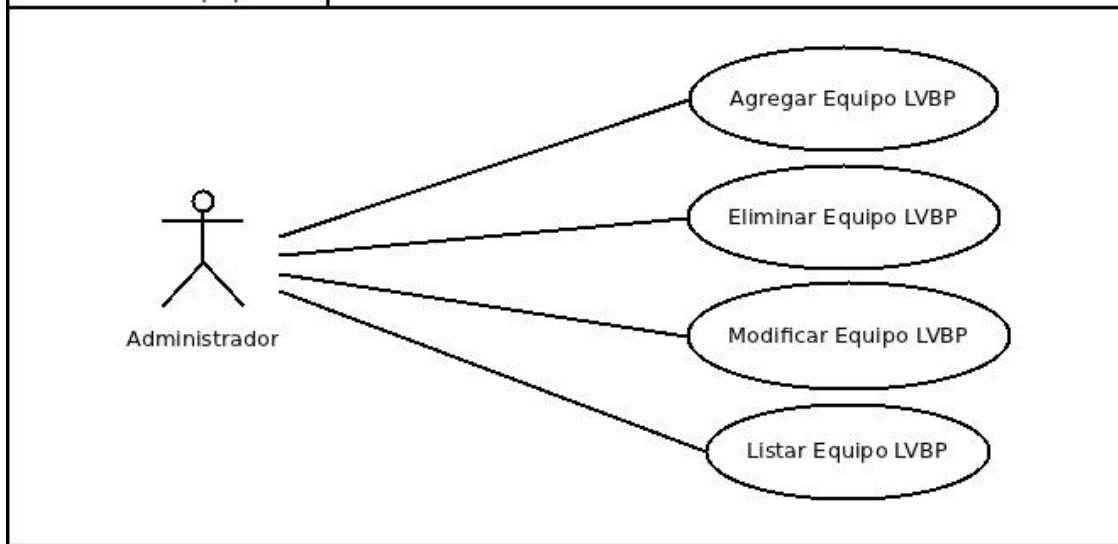 Agregar Equipo LVBP
Eliminar Equipo LVBP
Modificar Equipo LVBP
Administrador
Listar Equipo LVBP